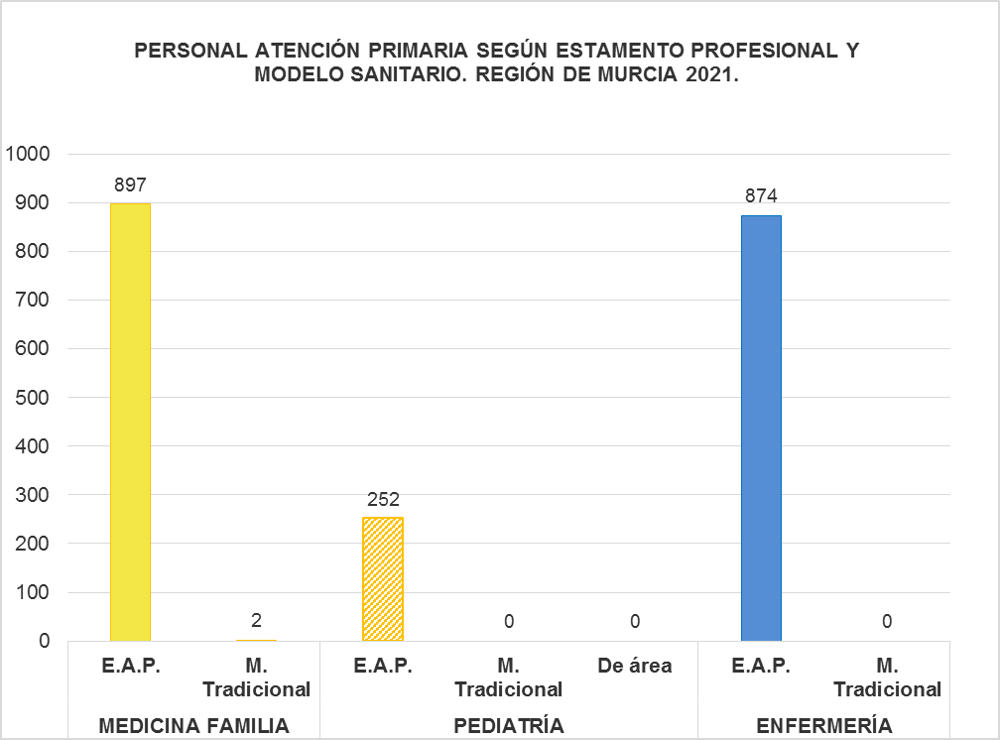 PERSONAL ATENCIÓN PRIMARIA SEGÚN ESTAMENTO PROFESIONAL Y
MODELO SANITARIO. REGIÓN DE MURCIA 2021.
1000
900
800
700
600
500
400
300
200
100
0
897
2
252
0
0
874
0
E.A.P.
M.
Tradicional
E.A.P.
M.
Tradicional
De área
E.A.P.
M.
Tradicional
MEDICINA FAMILIA
PEDIATRÍA
ENFERMERÍA